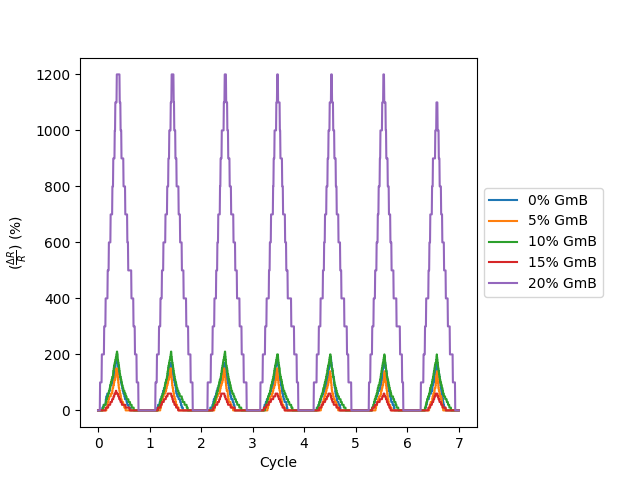 1200
1000
800
600
400
200
0
(ΔR/R) (%)
0 1 2 3 4 5 6 7
Cycle
0% GmB
5% GmB
10% GmB
15% GmB
20% GmB